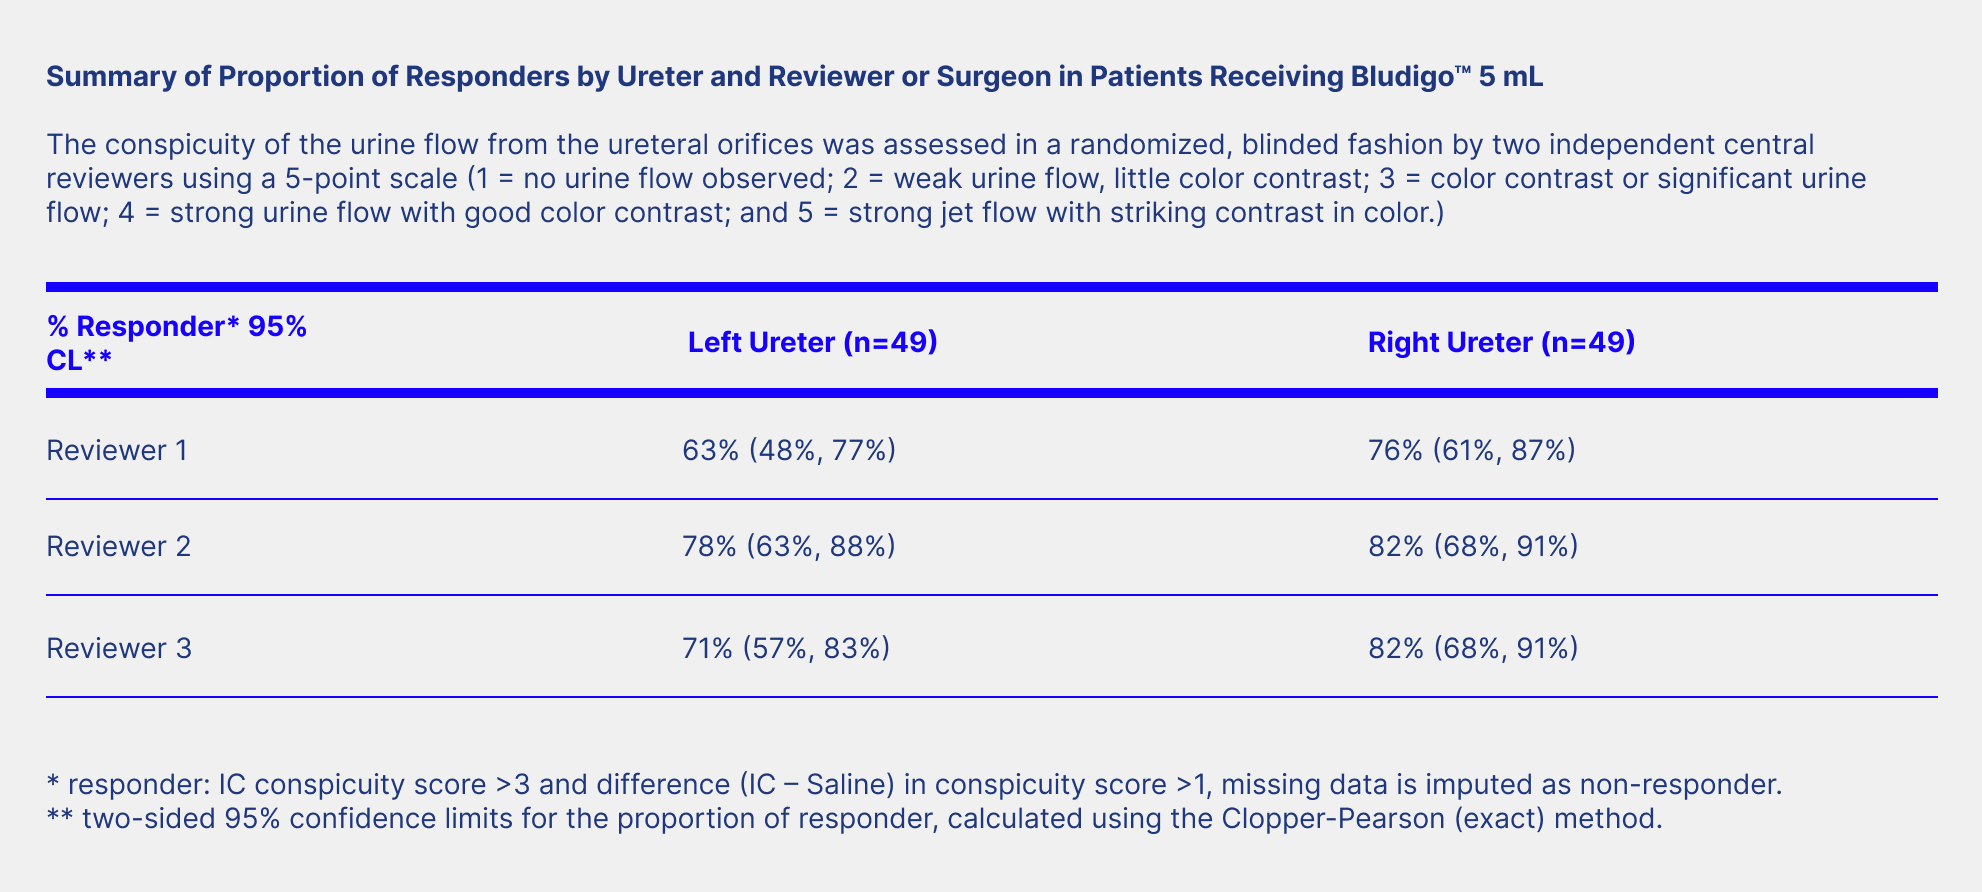 Summary of Proportion of Responders by Ureter and Reviewer or Surgeon in Patients Receiving Bludigo™ 5 mL
The conspicuity of the urine flow from the ureteral orifices was assessed in a randomized, blinded fashion by two independent central
reviewers using a 5-point scale (1 = no urine flow observed; 2 = weak urine flow, little color contrast; 3 = color contrast or significant urine
flow; 4 = strong urine flow with good color contrast; and 5 = strong jet flow with striking contrast in color.)
% Responder* 95%
CL**
Left Ureter (n=49)
Right Ureter (n=49)
Reviewer 1 63% (48%, 77%) 76% (61%, 87%)
Reviewer 2 78% (63%, 88%) 82% (68%, 91%)
Reviewer 3 71% (57%, 83%) 82% (68%, 91%)
* responder: IC conspicuity score >3 and difference (IC – Saline) in conspicuity score >1, missing data is imputed as non-responder.
** two-sided 95% confidence limits for the proportion of responder, calculated using the Clopper-Pearson (exact) method.